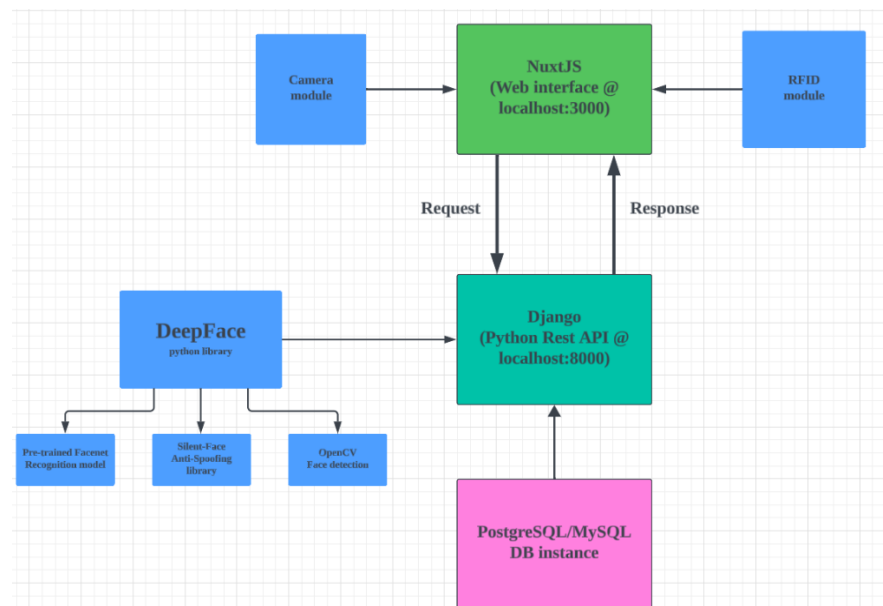 Camera
module
NuxtJS
(Web interface @
localhost:3000)
RFID
module
Request
Response
DeepFace
python library
Django
(Python Rest API @
localhost:8000)
Pre-trained Facenet
Recognition model
Silent-Face
Anti-Spoofing
library
OpenCV
Face detection
PostgreSQL/MySQL
DB instance